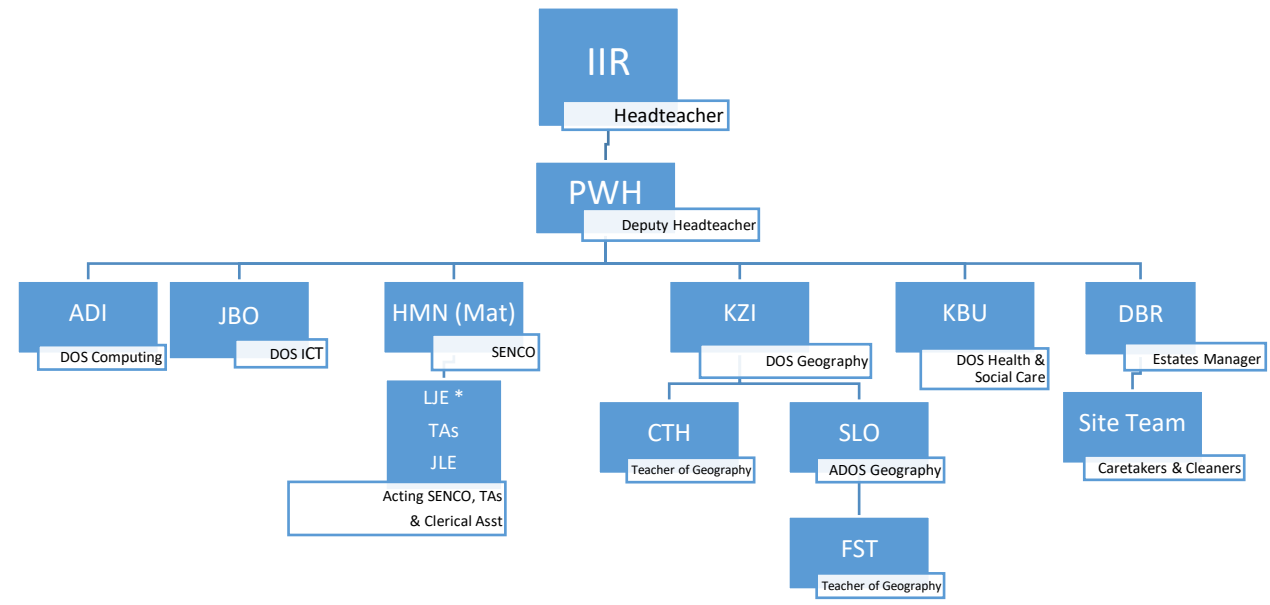 IIR
Headteacher
PWH
Deputy Headteacher
ADI
DOS Computing
JBO
DOS ICT
HMN (Mat)
SENCO
KZI
DOS Geography
KBU
DOS Health &
Social Care
DBR
Estates Manager
LJE *
TAs
JLE
Acting SENCO, TAs
& Clerical Asst
CTH
Teacher of Geography
SLO
ADOS Geography
Site Team
Caretakers & Cleaners
FST
Teacher of Geography